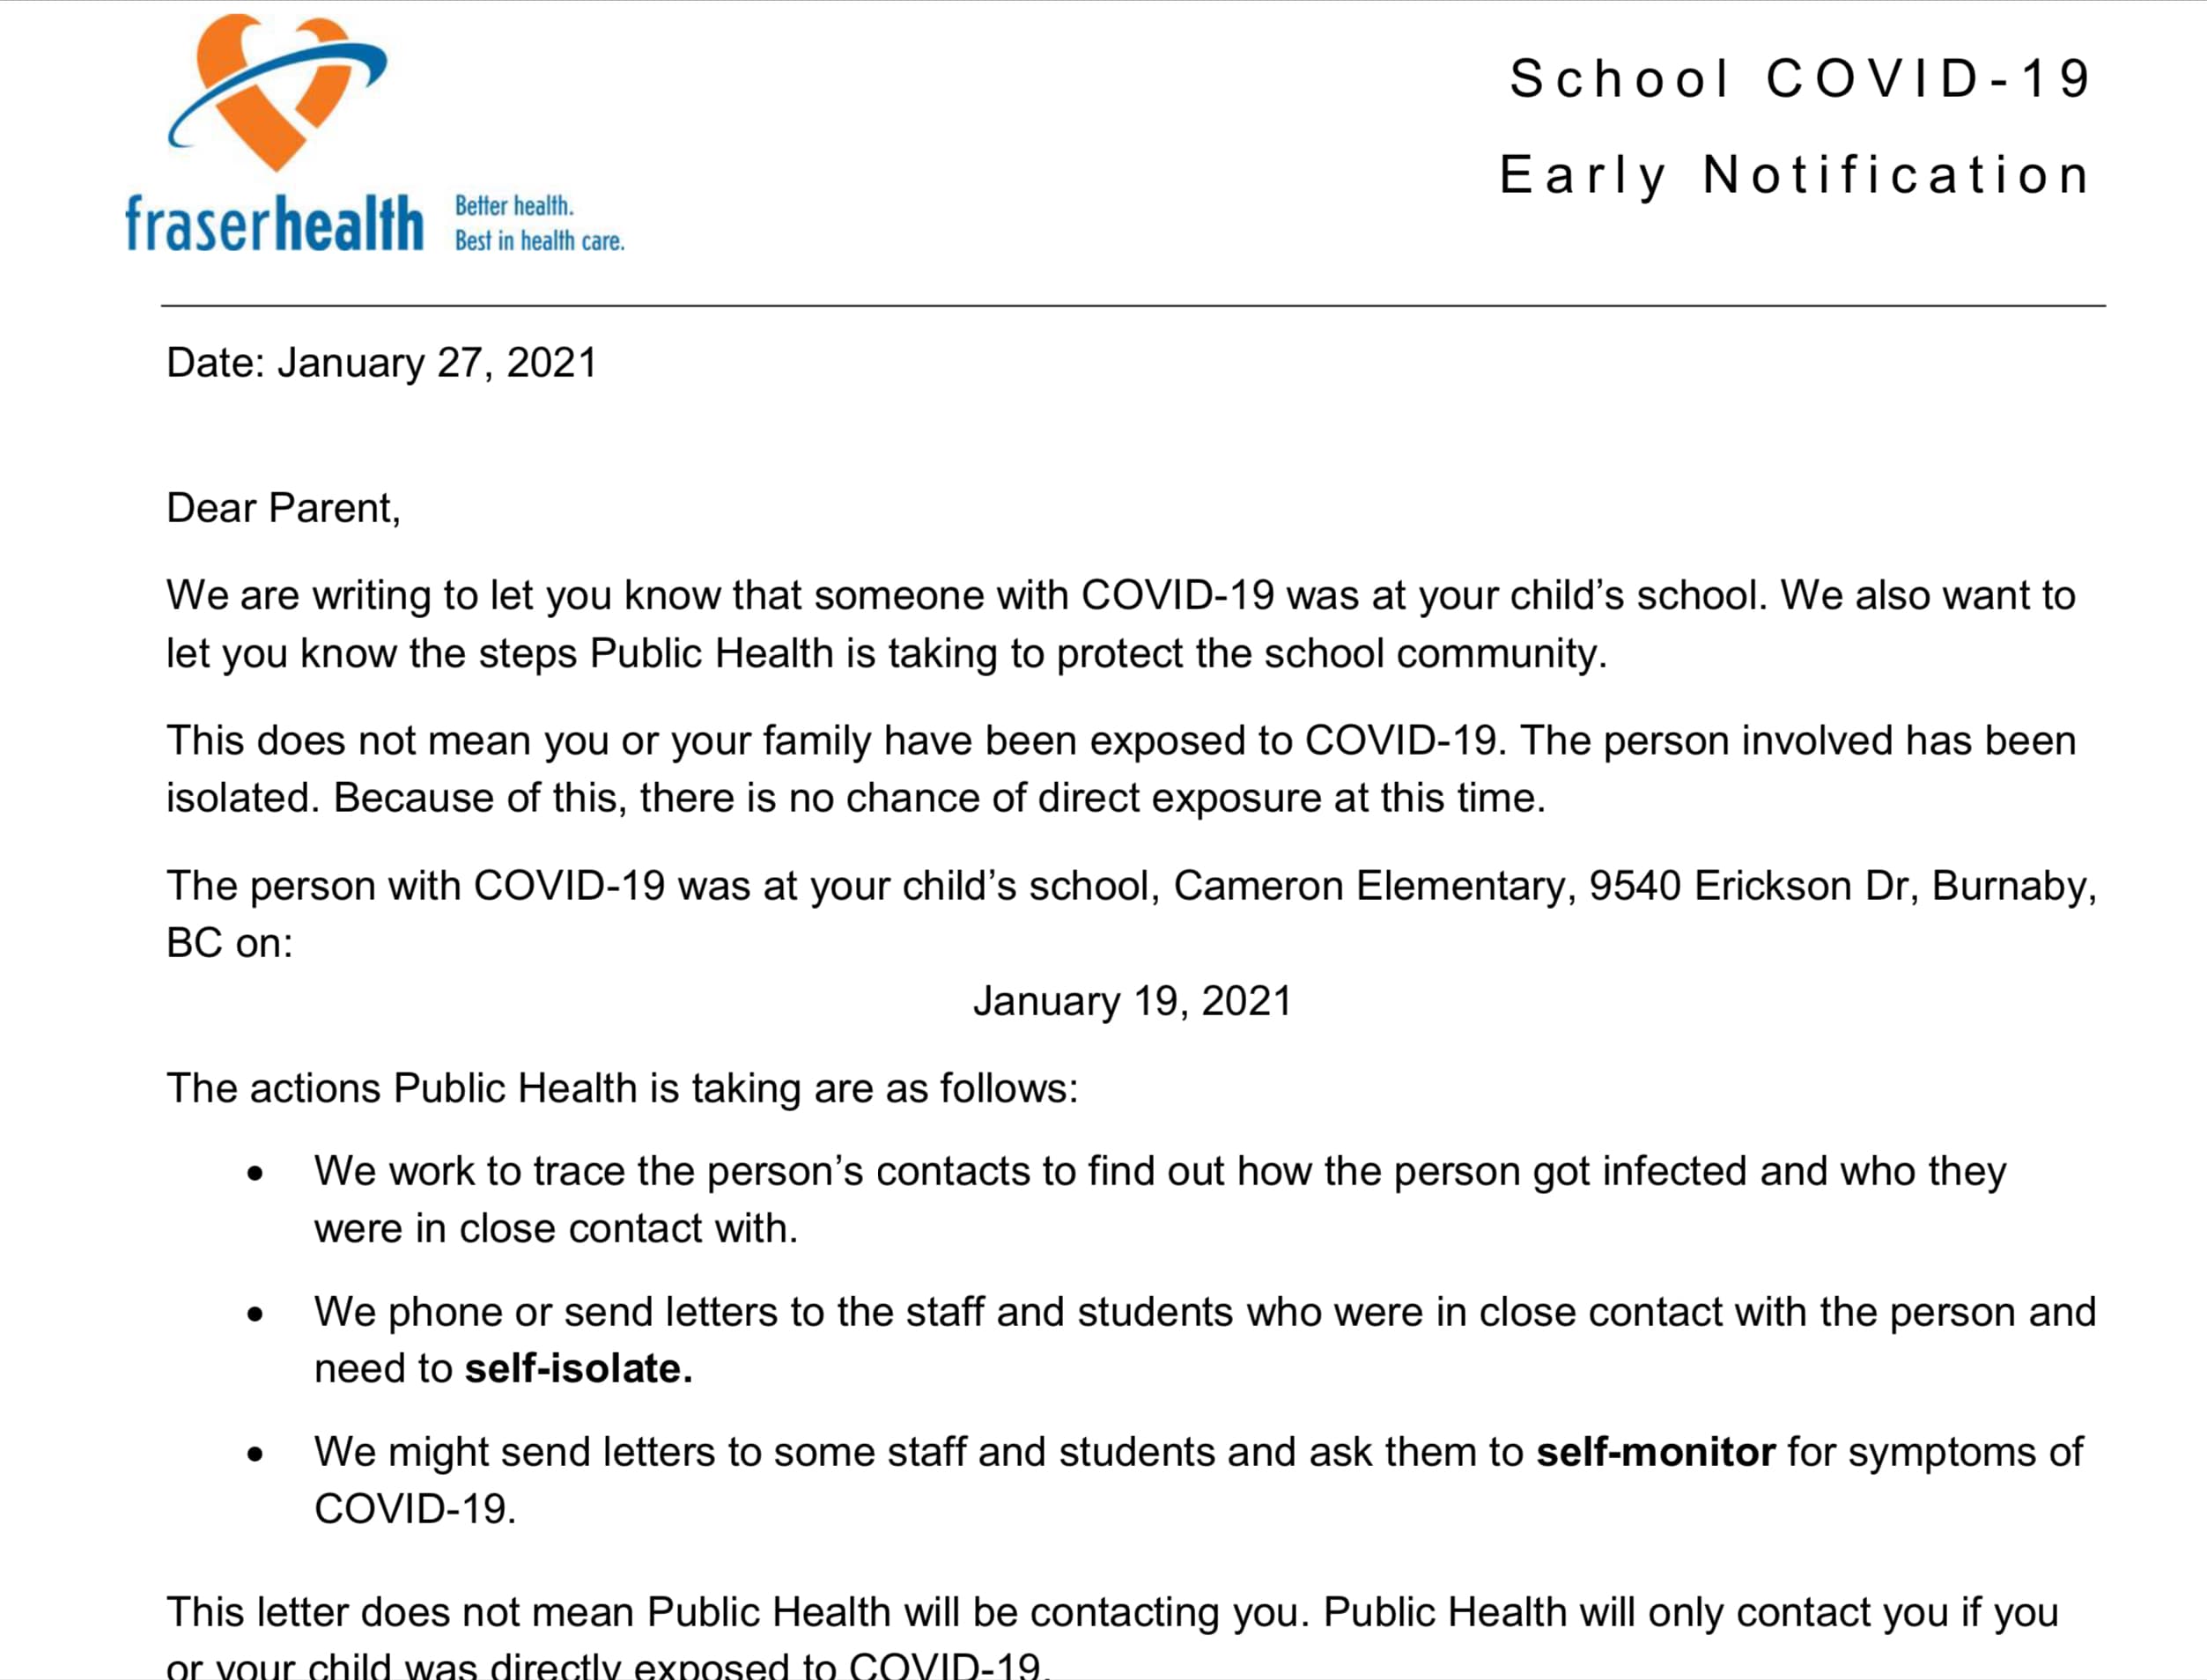 School COVID-19
Early Notification
fraserhealth
Better health.
Best in health care.
Date: January 27, 2021
Dear Parent,
We are writing to let you know that someone with COVID-19 was at your child’s school. We also want to
let you know the steps Public Health is taking to protect the school community.
This does not mean you or your family have been exposed to COVID-19. The person involved has been
isolated. Because of this, there is no chance of direct exposure at this time.
The person with COVID-19 was at your child’s school, Cameron Elementary, 9540 Erickson Dr, Burnaby,
BC on:
January 19, 2021
The actions Public Health is taking are as follows:
• We work to trace the person’s contacts to find out how the person got infected and who they
were in close contact with.
• We phone or send letters to the staff and students who were in close contact with the person and
need to self-isolate.
• We might send letters to some staff and students and ask them to self-monitor for symptoms of
COVID-19.
This letter does not mean Public Health will be contacting you. Public Health will only contact you if you
or your child was directly exposed to COVID-19.